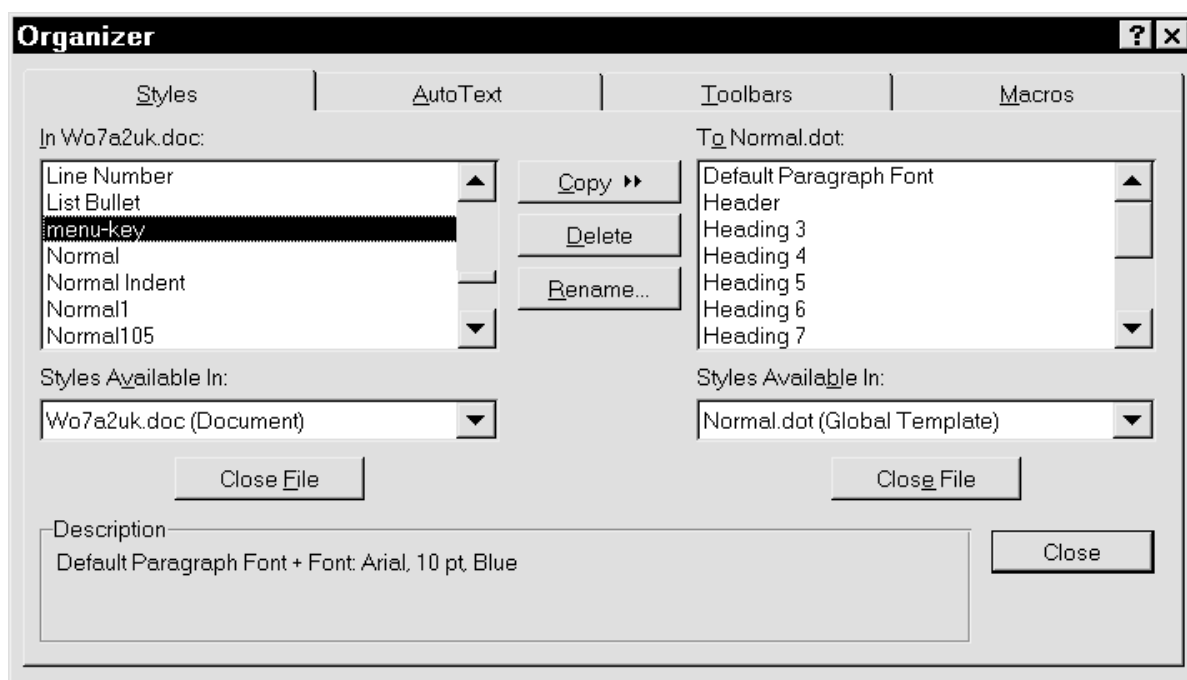 Organizer
Styles AutoText Toolbars Macros
In Wo7a2uk.doc:
Line Number
List Bullet
menu-key
Normal
Normal Indent
Normal1
Normal105
Copy
Delete
Rename...
To Normal.dot:
Default Paragraph Font
Header
Heading 3
Heading 4
Heading 5
Heading 6
Heading 7
Styles Available In:
Wo7a2uk.doc (Document)
Close File
Styles Available In:
Normal.dot (Global Template)
Close File
Description
Default Paragraph Font + Font: Arial, 10 pt, Blue
Close